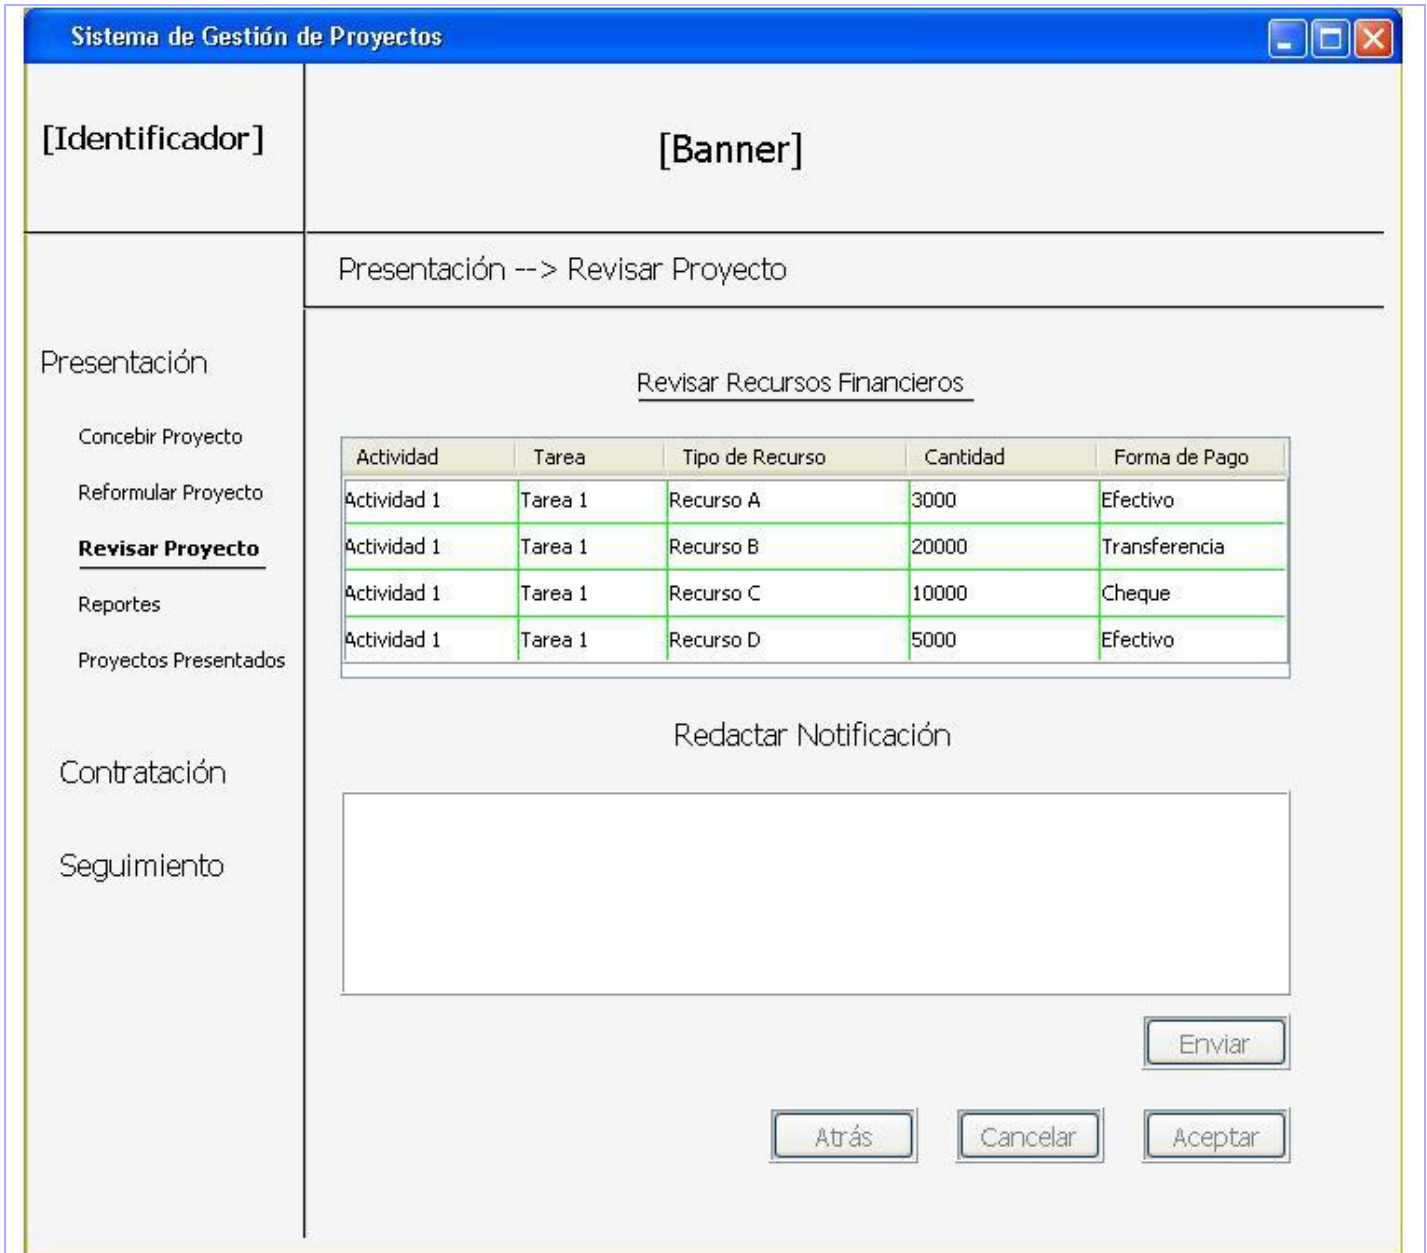 Sistema de Gestión de Proyectos
[Identificador]
[Banner]
Presentación --> Revisar Proyecto
Presentación
Concebir Proyecto
Reformular Proyecto
Revisar Proyecto
Reportes
Proyectos Presentados
Contratación
Seguimiento
Revisar Recursos Financieros
Actividad Tarea Tipo de Recurso Cantidad Forma de Pago
Actividad 1 Tarea 1 Recurso A 3000 Efectivo
Actividad 1 Tarea 1 Recurso B 20000 Transferencia
Actividad 1 Tarea 1 Recurso C 10000 Cheque
Actividad 1 Tarea 1 Recurso D 5000 Efectivo
Redactar Notificación
Enviar
Atrás Cancelar Aceptar